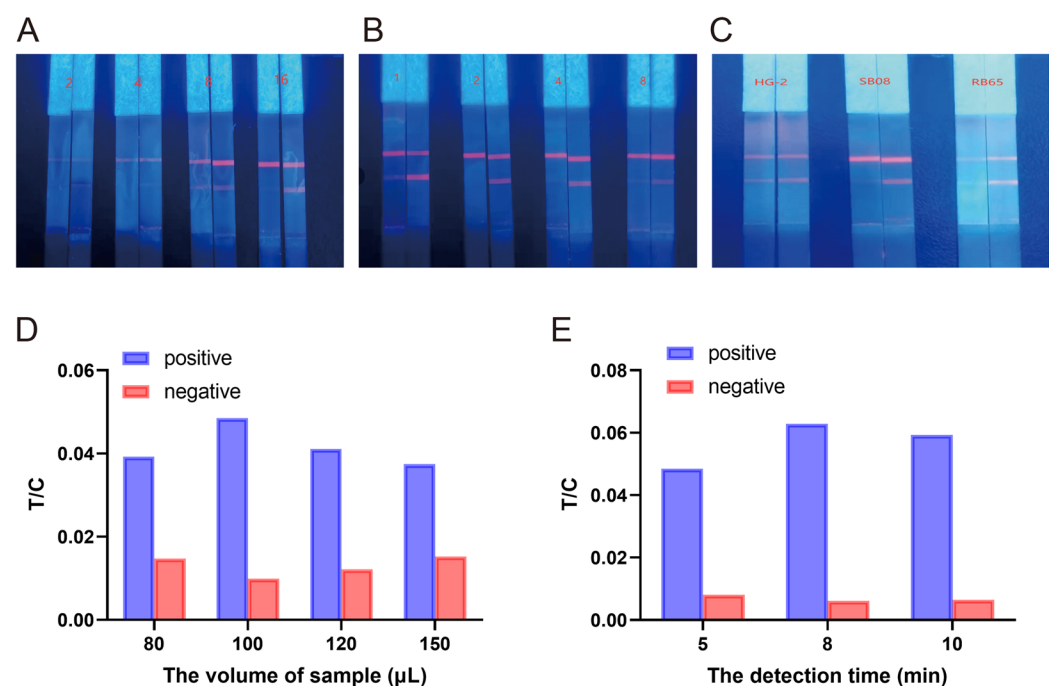 A
B
C
2 4 8 16
1 2 4 8
HG-2 SB08 RB65
D
positive
negative
0.06
0.04
0.02
0.00
T/C
80 100 120 150
The volume of sample (μL)
E
positive
negative
0.08
0.06
0.04
0.02
0.00
T/C
5 8 10
The detection time (min)